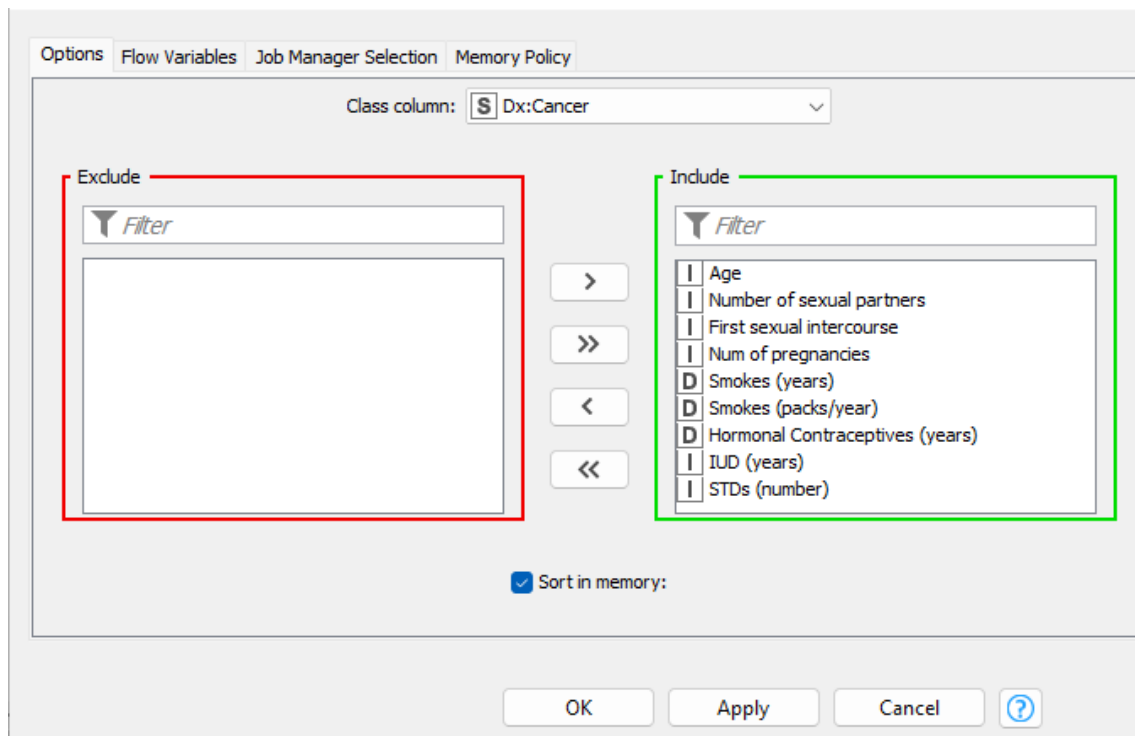 Options Flow Variables Job Manager Selection Memory Policy
Class column: S Dx:Cancer
Exclude
Filter
Include
Filter
I Age
I Number of sexual partners
I First sexual intercourse
I Num of pregnancies
D Smokes (years)
D Smokes (packs/year)
D Hormonal Contraceptives (years)
I IUD (years)
I STDs (number)
>
>>
<
<<
Sort in memory:
OK Apply Cancel ?